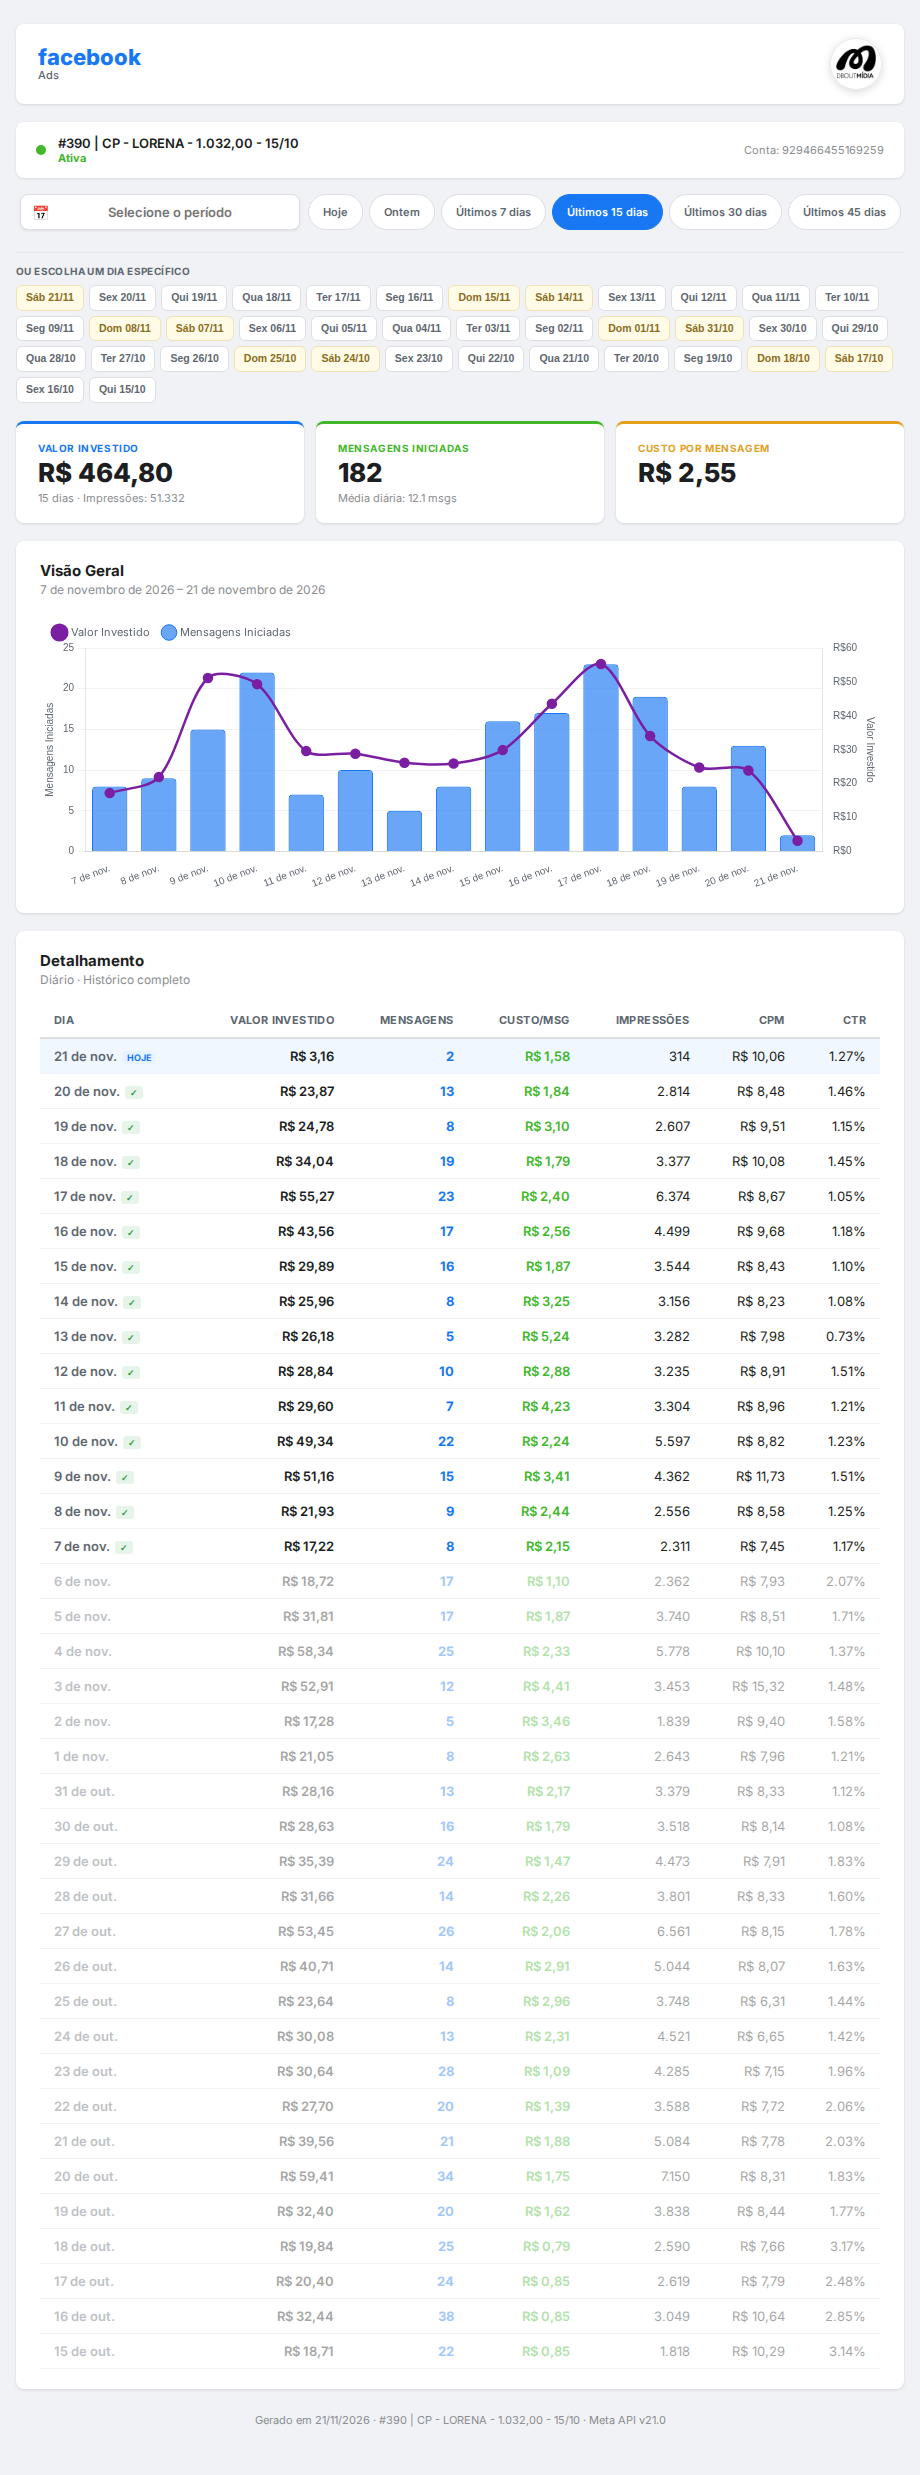 facebook
Ads
DBOUTMÍDIA
#390 | CP - LORENA - 1.032,00 - 15/10
Ativa
Conta: 929466455169259
Selecione o período Hoje Ontem Últimos 7 dias Últimos 15 dias Últimos 30 dias Últimos 45 dias
OU ESCOLHA UM DIA ESPECÍFICO
Sáb 21/11 Sex 20/11 Qui 19/11 Qua 18/11 Ter 17/11 Seg 16/11 Dom 15/11 Sáb 14/11 Sex 13/11 Qui 12/11 Qua 11/11 Ter 10/11
Seg 09/11 Dom 08/11 Sáb 07/11 Sex 06/11 Qui 05/11 Qua 04/11 Ter 03/11 Seg 02/11 Dom 01/11 Sáb 31/10 Sex 30/10 Qui 29/10
Qua 28/10 Ter 27/10 Seg 26/10 Dom 25/10 Sáb 24/10 Sex 23/10 Qui 22/10 Qua 21/10 Ter 20/10 Seg 19/10 Dom 18/10 Sáb 17/10
Sex 16/10 Qui 15/10
VALOR INVESTIDO
R$ 464,80
15 dias · Impressões: 51.332
MENSAGENS INICIADAS
182
Média diária: 12.1 msgs
CUSTO POR MENSAGEM
R$ 2,55
Visão Geral
7 de novembro de 2026 – 21 de novembro de 2026
Valor Investido Mensagens Iniciadas
Mensagens Iniciadas
25
20
15
10
5
0
R$60
R$50
R$40
R$30
R$20
R$10
R$0
Valor Investido
7 de nov. 8 de nov. 9 de nov. 10 de nov. 11 de nov. 12 de nov. 13 de nov. 14 de nov. 15 de nov. 16 de nov. 17 de nov. 18 de nov. 19 de nov. 20 de nov. 21 de nov.
Detalhamento
Diário · Histórico completo
DIA VALOR INVESTIDO MENSAGENS CUSTO/MSG IMPRESSÕES CPM CTR
21 de nov. HOJE R$ 3,16 2 R$ 1,58 314 R$ 10,06 1.27%
20 de nov. ✓ R$ 23,87 13 R$ 1,84 2.814 R$ 8,48 1.46%
19 de nov. ✓ R$ 24,78 8 R$ 3,10 2.607 R$ 9,51 1.15%
18 de nov. ✓ R$ 34,04 19 R$ 1,79 3.377 R$ 10,08 1.45%
17 de nov. ✓ R$ 55,27 23 R$ 2,40 6.374 R$ 8,67 1.05%
16 de nov. ✓ R$ 43,56 17 R$ 2,56 4.499 R$ 9,68 1.18%
15 de nov. ✓ R$ 29,89 16 R$ 1,87 3.544 R$ 8,43 1.10%
14 de nov. ✓ R$ 25,96 8 R$ 3,25 3.156 R$ 8,23 1.08%
13 de nov. ✓ R$ 26,18 5 R$ 5,24 3.282 R$ 7,98 0.73%
12 de nov. ✓ R$ 28,84 10 R$ 2,88 3.235 R$ 8,91 1.51%
11 de nov. ✓ R$ 29,60 7 R$ 4,23 3.304 R$ 8,96 1.21%
10 de nov. ✓ R$ 49,34 22 R$ 2,24 5.597 R$ 8,82 1.23%
9 de nov. ✓ R$ 51,16 15 R$ 3,41 4.362 R$ 11,73 1.51%
8 de nov. ✓ R$ 21,93 9 R$ 2,44 2.556 R$ 8,58 1.25%
7 de nov. ✓ R$ 17,22 8 R$ 2,15 2.311 R$ 7,45 1.17%
6 de nov. R$ 18,72 17 R$ 1,10 2.362 R$ 7,93 2.07%
5 de nov. R$ 31,81 17 R$ 1,87 3.740 R$ 8,51 1.71%
4 de nov. R$ 58,34 25 R$ 2,33 5.778 R$ 10,10 1.37%
3 de nov. R$ 52,91 12 R$ 4,41 3.453 R$ 15,32 1.48%
2 de nov. R$ 17,28 5 R$ 3,46 1.839 R$ 9,40 1.58%
1 de nov. R$ 21,05 8 R$ 2,63 2.643 R$ 7,96 1.21%
31 de out. R$ 28,16 13 R$ 2,17 3.379 R$ 8,33 1.12%
30 de out. R$ 28,63 16 R$ 1,79 3.518 R$ 8,14 1.08%
29 de out. R$ 35,39 24 R$ 1,47 4.473 R$ 7,91 1.83%
28 de out. R$ 31,66 14 R$ 2,26 3.801 R$ 8,33 1.60%
27 de out. R$ 53,45 26 R$ 2,06 6.561 R$ 8,15 1.78%
26 de out. R$ 40,71 14 R$ 2,91 5.044 R$ 8,07 1.63%
25 de out. R$ 23,64 8 R$ 2,96 3.748 R$ 6,31 1.44%
24 de out. R$ 30,08 13 R$ 2,31 4.521 R$ 6,65 1.42%
23 de out. R$ 30,64 28 R$ 1,09 4.285 R$ 7,15 1.96%
22 de out. R$ 27,70 20 R$ 1,39 3.588 R$ 7,72 2.06%
21 de out. R$ 39,56 21 R$ 1,88 5.084 R$ 7,78 2.03%
20 de out. R$ 59,41 34 R$ 1,75 7.150 R$ 8,31 1.83%
19 de out. R$ 32,40 20 R$ 1,62 3.838 R$ 8,44 1.77%
18 de out. R$ 19,84 25 R$ 0,79 2.590 R$ 7,66 3.17%
17 de out. R$ 20,40 24 R$ 0,85 2.619 R$ 7,79 2.48%
16 de out. R$ 32,44 38 R$ 0,85 3.049 R$ 10,64 2.85%
15 de out. R$ 18,71 22 R$ 0,85 1.818 R$ 10,29 3.14%
Gerado em 21/11/2026 · #390 | CP - LORENA - 1.032,00 - 15/10 · Meta API v21.0